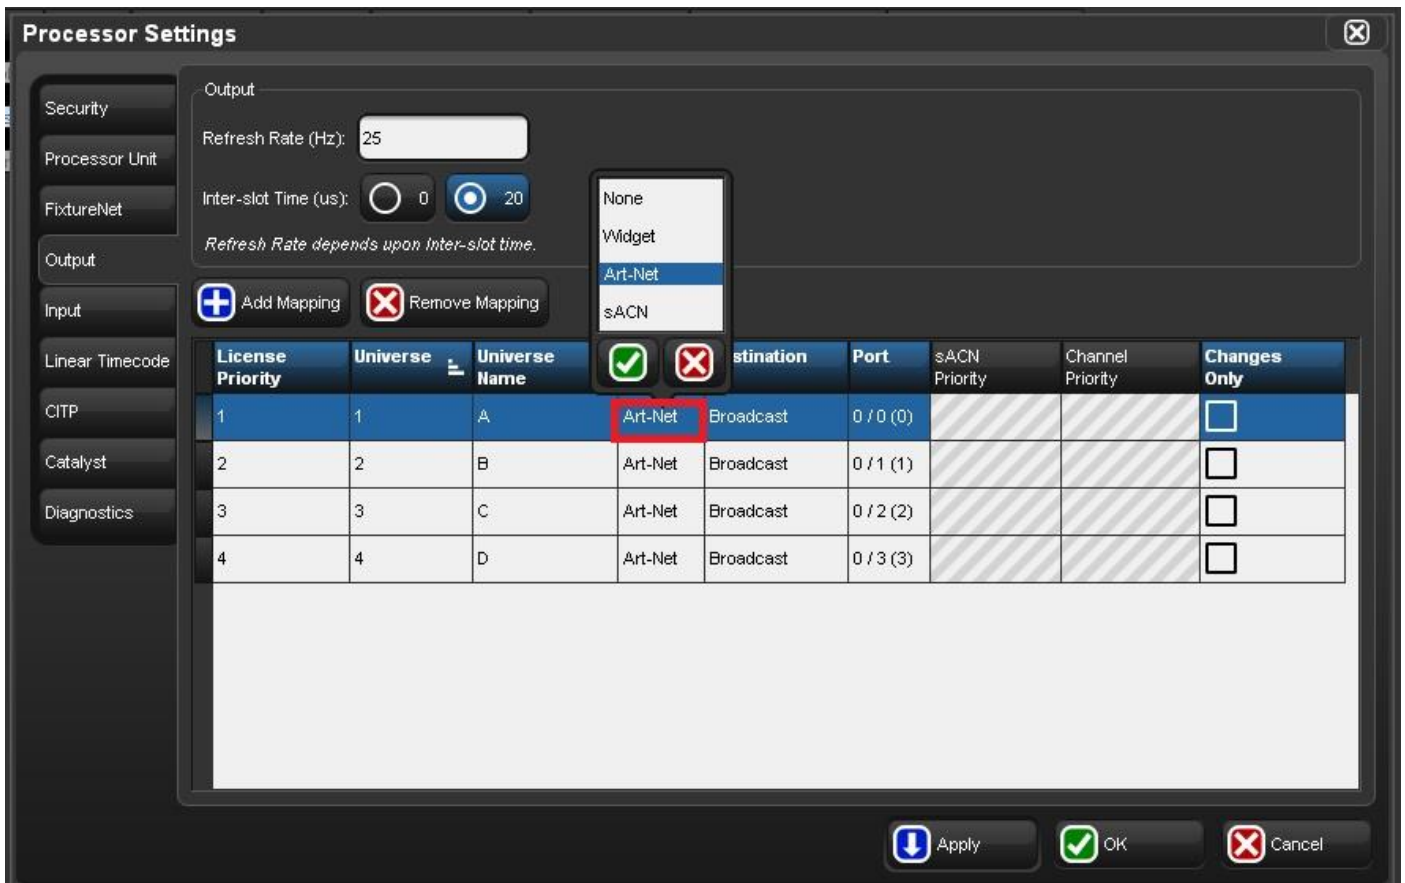 Processor Settings
Security
Processor Unit
FixtureNet
Output
Input
Linear Timecode
CITP
Catalyst
Diagnostics
Output
Refresh Rate (Hz): 25
Inter-slot Time (us): 0 20
Refresh Rate depends upon Inter-slot time.
None
Widget
Art-Net
sACN
Add Mapping Remove Mapping
License Priority Universe Universe Name stination Port sACN Priority Channel Priority Changes Only
1 1 A Art-Net Broadcast 0 / 0 (0)
2 2 B Art-Net Broadcast 0 / 1 (1)
3 3 C Art-Net Broadcast 0 / 2 (2)
4 4 D Art-Net Broadcast 0 / 3 (3)
Apply OK Cancel